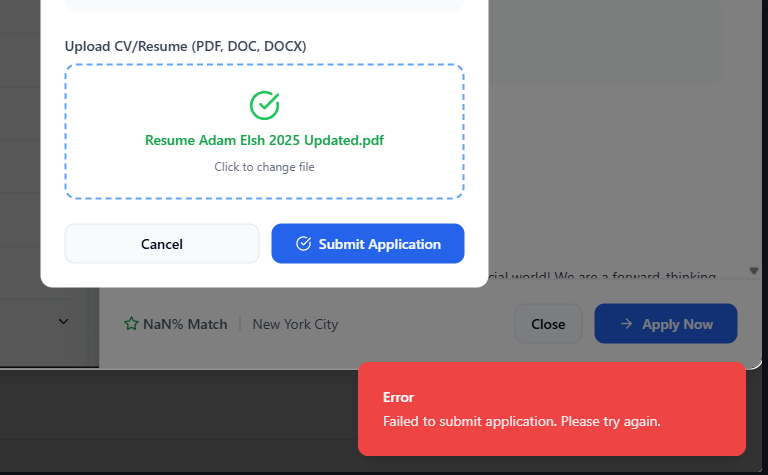 Upload CV/Resume (PDF, DOC, DOCX)
Resume Adam Elsh 2025 Updated.pdf
Click to change file
Cancel
Submit Application
world! We are a forward-thinking
NaN% Match
New York City
Close
Apply Now
Error
Failed to submit application. Please try again.